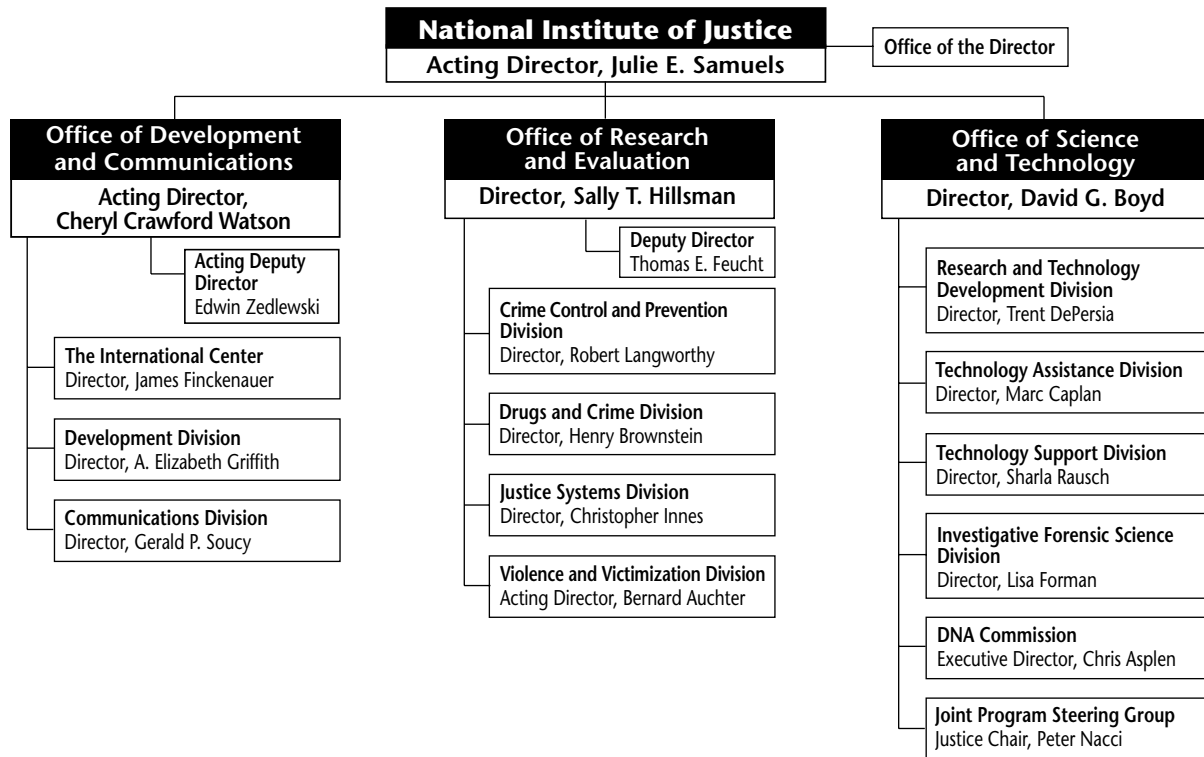 National Institute of Justice
Acting Director, Julie E. Samuels
Office of the Director
Office of Development
and Communications
Acting Director,
Cheryl Crawford Watson
Acting Deputy
Director
Edwin Zedlewski
The International Center
Director, James Finckenauer
Development Division
Director, A. Elizabeth Griffith
Communications Division
Director, Gerald P. Soucy
Office of Research
and Evaluation
Director, Sally T. Hillsman
Deputy Director
Thomas E. Feucht
Crime Control and Prevention
Division
Director, Robert Langworthy
Drugs and Crime Division
Director, Henry Brownstein
Justice Systems Division
Director, Christopher Innes
Violence and Victimization Division
Acting Director, Bernard Auchter
Office of Science
and Technology
Director, David G. Boyd
Research and Technology
Development Division
Director, Trent DePersia
Technology Assistance Division
Director, Marc Caplan
Technology Support Division
Director, Sharla Rausch
Investigative Forensic Science
Division
Director, Lisa Forman
DNA Commission
Executive Director, Chris Asplen
Joint Program Steering Group
Justice Chair, Peter Nacci